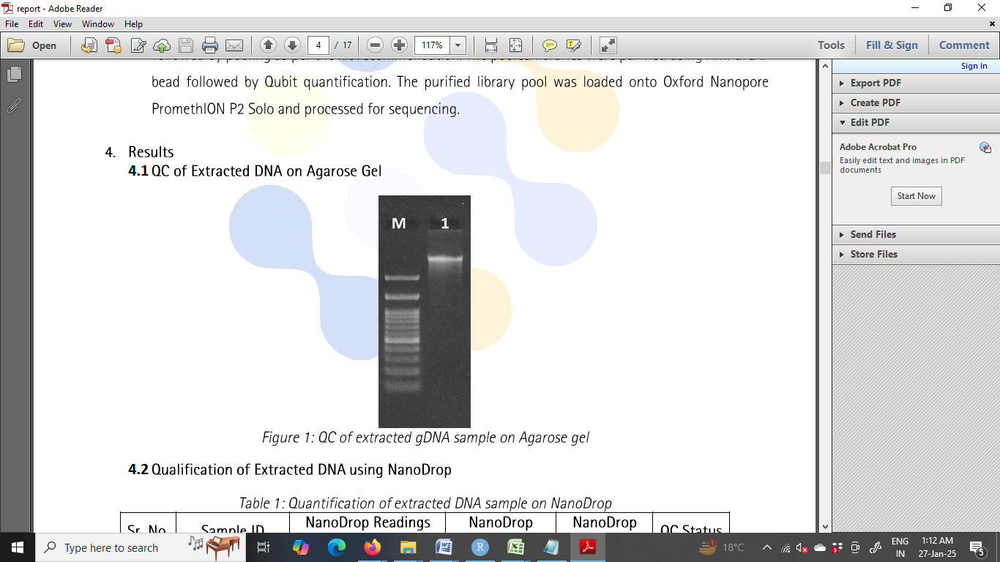 report - Adobe Reader
File Edit View Window Help
Open 4 / 17 117% Tools Fill & Sign Comment
Sign In
Export PDF
Create PDF
Edit PDF
Adobe Acrobat Pro
Easily edit text and images in PDF
documents
Start Now
Send Files
Store Files
bead followed by Qubit quantification. The purified library pool was loaded onto Oxford Nanopore
PromethION P2 Solo and processed for sequencing.
4. Results
4.1 QC of Extracted DNA on Agarose Gel
M 1
Figure 1: QC of extracted gDNA sample on Agarose gel
4.2 Qualification of Extracted DNA using NanoDrop
Table 1: Quantification of extracted DNA sample on NanoDrop
Sr. No Sample ID NanoDrop Readings NanoDrop NanoDrop QC Status
Type here to search
18°C
ENG
IN
1:12 AM
27-Jan-25
5